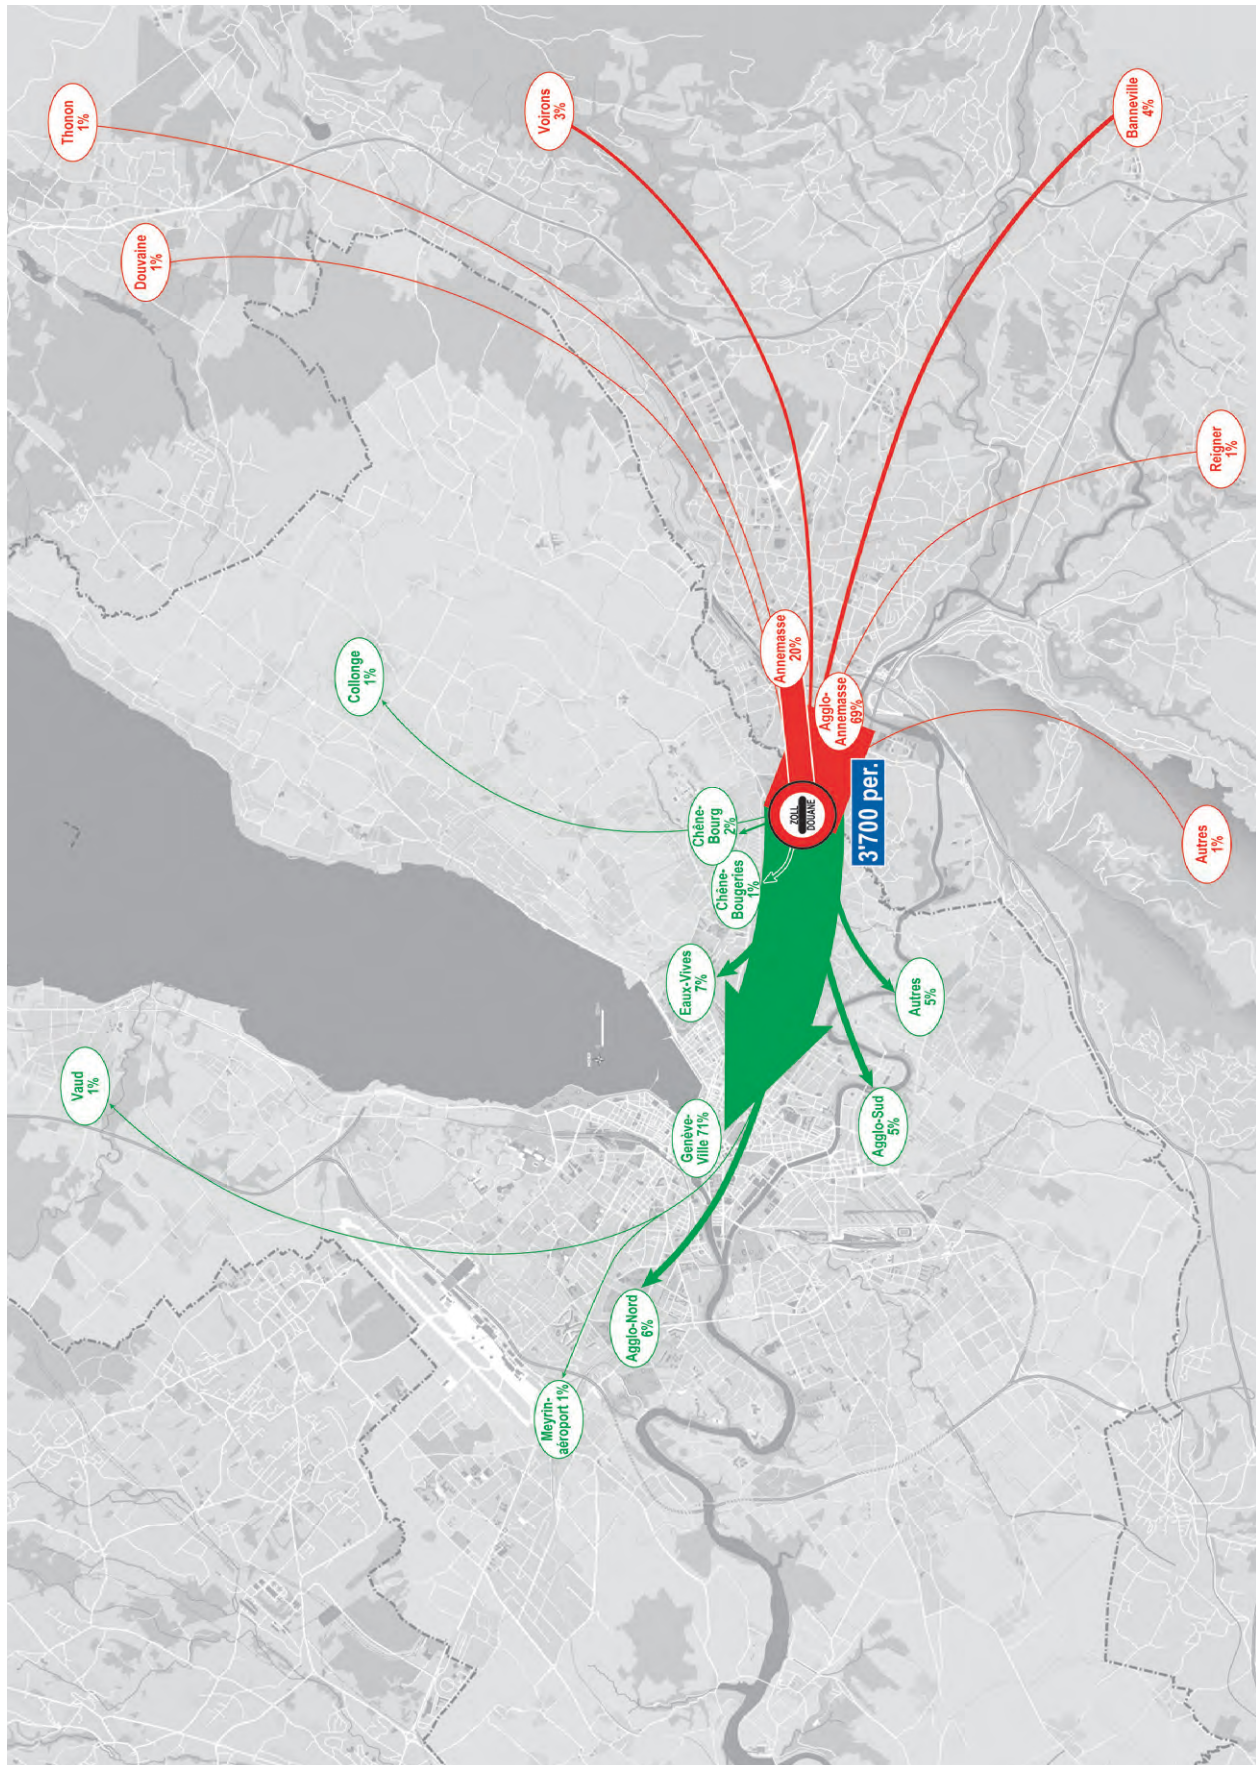 Thonon
1%
Douvaine
1%
Voirons
3%
Banneville
4%
Reigner
1%
Annemasse
20%
Agglo-
Annemasse
69%
Autres
1%
3'700 per.
ZOLL
DOUANE
Collonge
1%
Chêne-
Bourg
2%
Chêne-
Bougeries
1%
Eaux-Vives
7%
Autres
5%
Agglo-Sud
5%
Genève-
Ville 71%
Vaud
1%
Agglo-Nord
6%
Meyrin-
aéroport 1%